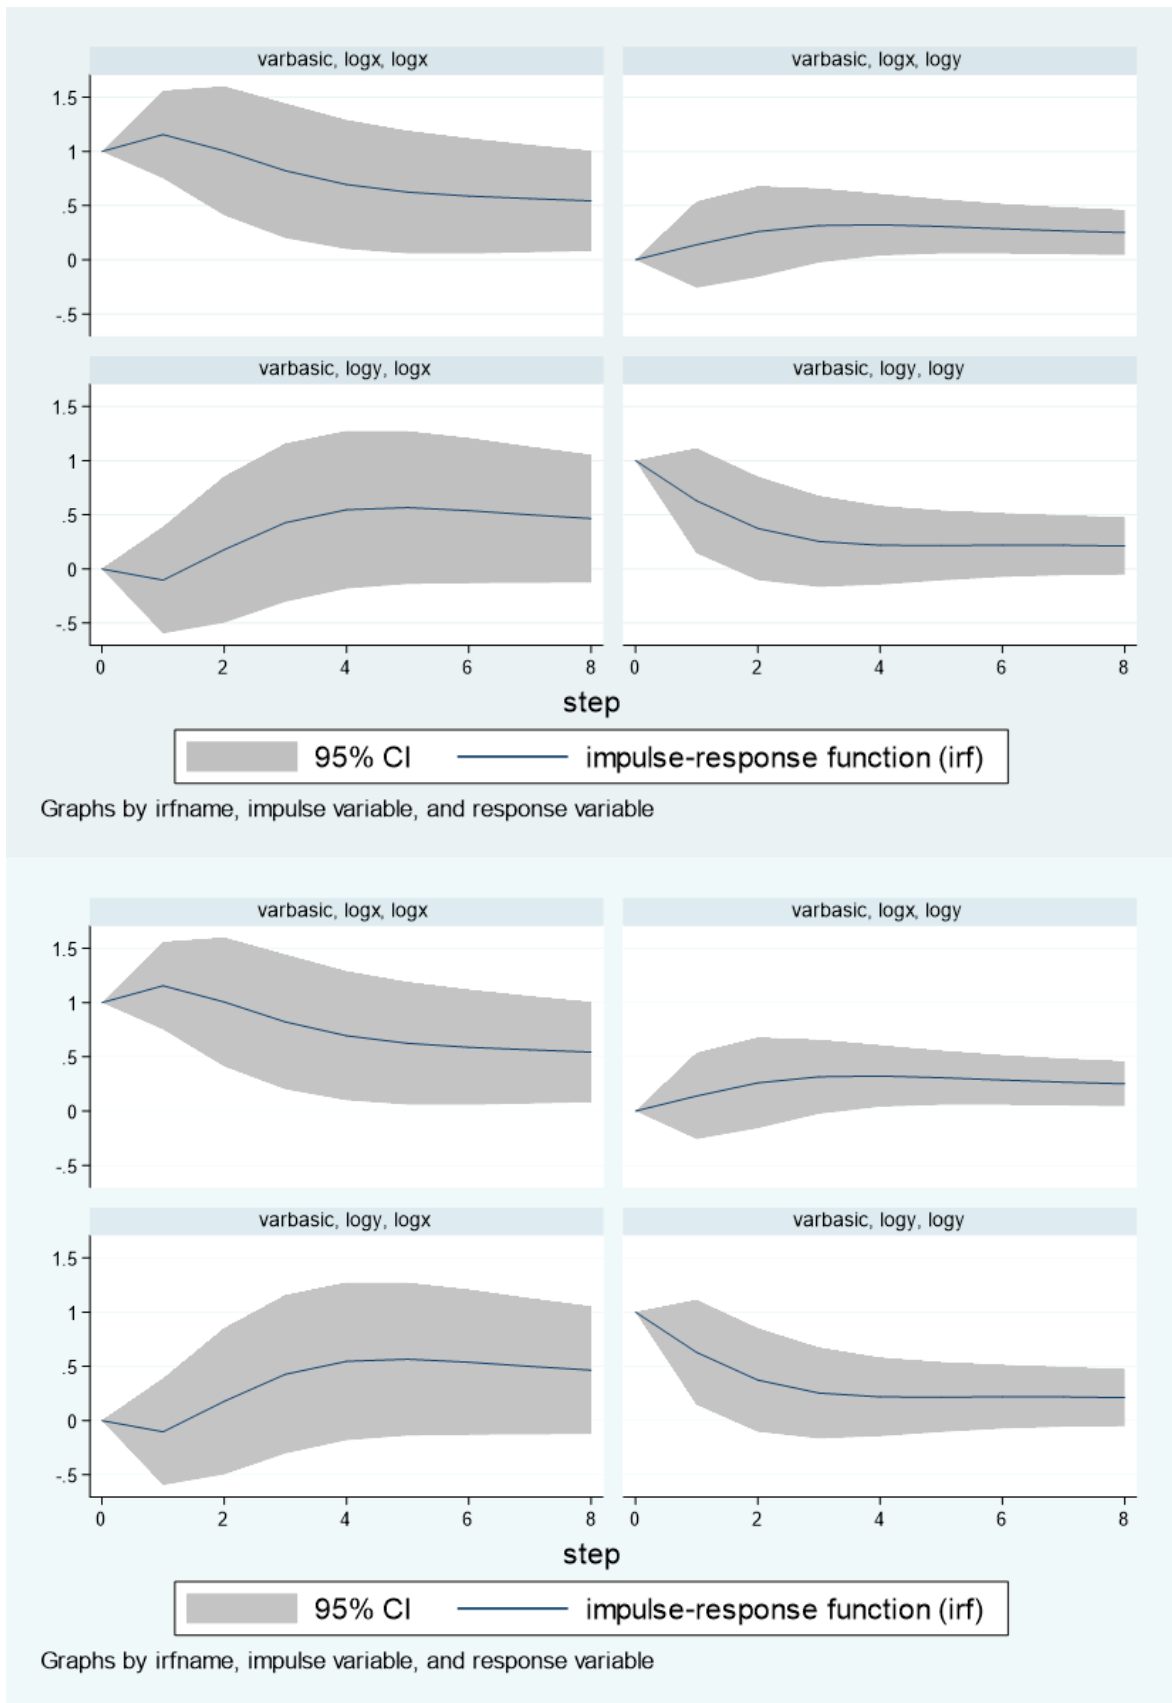 varbasic, logx, logx
varbasic, logx, logy
1.5
1
.5
0
-.5
varbasic, logy, logx
varbasic, logy, logy
1.5
1
.5
0
-.5
0 2 4 6 8
0 2 4 6 8
step
95% CI
impulse-response function (irf)
Graphs by irfname, impulse variable, and response variable
varbasic, logx, logx
varbasic, logx, logy
1.5
1
.5
0
-.5
varbasic, logy, logx
varbasic, logy, logy
1.5
1
.5
0
-.5
0 2 4 6 8
0 2 4 6 8
step
95% CI
impulse-response function (irf)
Graphs by irfname, impulse variable, and response variable